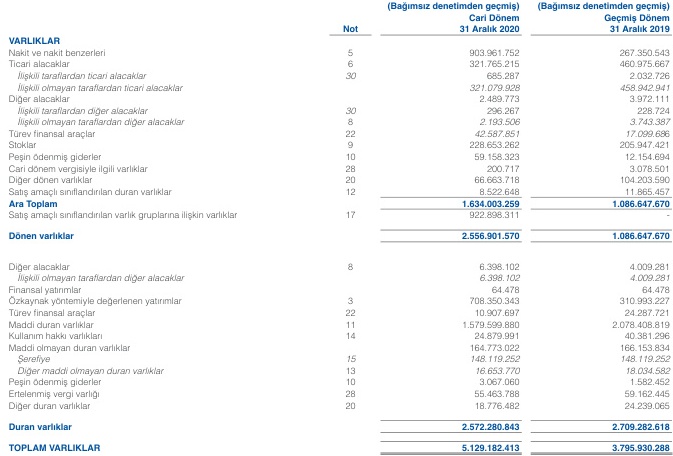 (Bağımsız denetimden geçmiş) (Bağımsız denetimden geçmiş)
Cari Dönem Geçmiş Dönem
Not 31 Aralık 2020 31 Aralık 2019
VARLIKLAR
Nakit ve nakit benzerleri 5 903.961.752 267.350.543
Ticari alacaklar 6 321.765.215 460.975.667
İlişkili taraflardan ticari alacaklar 30 685.287 2.032.726
İlişkili olmayan taraflardan ticari alacaklar 321.079.928 458.942.941
Diğer alacaklar 2.489.773 3.972.111
İlişkili taraflardan diğer alacaklar 30 296.267 228.724
İlişkili olmayan taraflardan diğer alacaklar 8 2.193.506 3.743.387
Türev finansal araçlar 22 42.587.851 17.099.686
Stoklar 9 228.653.262 205.947.421
Peşin ödenmiş giderler 10 59.158.323 12.154.694
Cari dönem vergisiyle ilgili varlıklar 28 200.717 3.078.501
Diğer dönen varlıklar 20 66.663.718 104.203.590
Satış amaçlı sınıflandırılan duran varlıklar 12 8.522.648 11.865.457
Ara Toplam 1.634.003.259 1.086.647.670
Satış amaçlı sınıflandırılan varlık gruplarına ilişkin varlıklar 17 922.898.311 -
Dönen varlıklar 2.556.901.570 1.086.647.670
Diğer alacaklar 8 6.398.102 4.009.281
İlişkili olmayan taraflardan diğer alacaklar 6.398.102 4.009.281
Finansal yatırımlar 64.478 64.478
Özkaynak yöntemiyle değerlenen yatırımlar 3 708.350.343 310.993.227
Türev finansal araçlar 22 10.907.697 24.287.721
Maddi duran varlıklar 11 1.579.599.880 2.078.408.819
Kullanım hakkı varlıkları 14 24.879.991 40.381.296
Maddi olmayan duran varlıklar 164.773.022 166.153.834
Şerefiye 15 148.119.252 148.119.252
Diğer maddi olmayan duran varlıklar 13 16.653.770 18.034.582
Peşin ödenmiş giderler 10 3.067.060 1.582.452
Ertelenmiş vergi varlığı 28 55.463.788 59.162.445
Diğer duran varlıklar 20 18.776.482 24.239.065
Duran varlıklar 2.572.280.843 2.709.282.618
TOPLAM VARLIKLAR 5.129.182.413 3.795.930.288